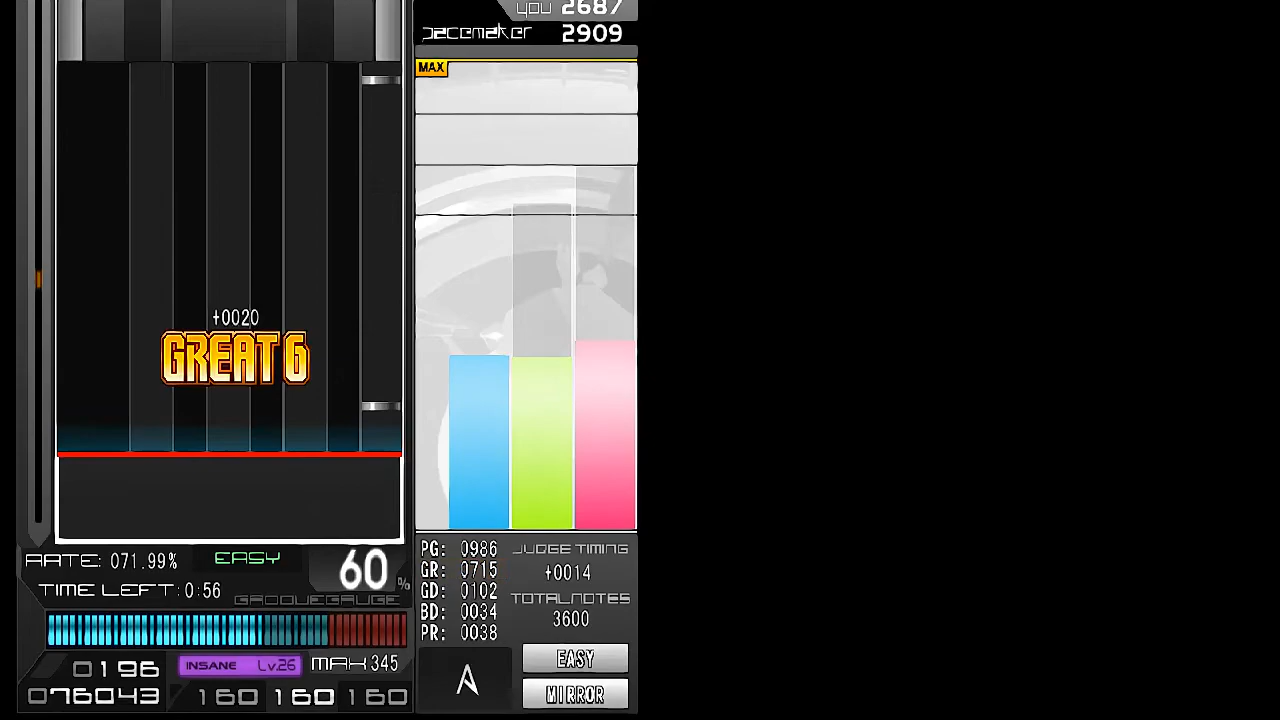 you 2687
pacemaker 2909
MAX
+0020
GREAT 6
RATE: 071.99% EASY 60%
TIME LEFT: 0:56
GROOVEGAUGE
0196 INSANE Lv.26 MAX 345
076043 160 160 160
PG: 0986
GR: 0715
GD: 0102
BD: 0034
PR: 0038
JUDGE TIMING
+0014
TOTALNOTES
3600
A
EASY
MIRROR